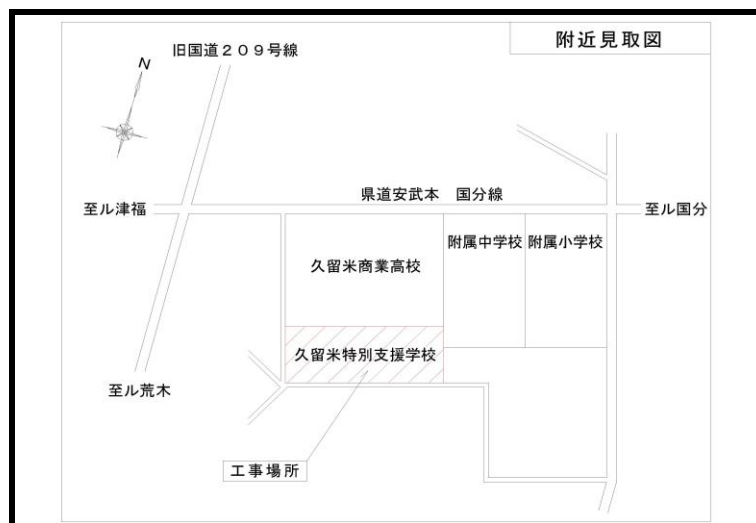 附近見取図
旧国道２０９号線
N
県道安武本　国分線
至ル津福
至ル国分
附属中学校
附属小学校
久留米商業高校
久留米特別支援学校
至ル荒木
工事場所